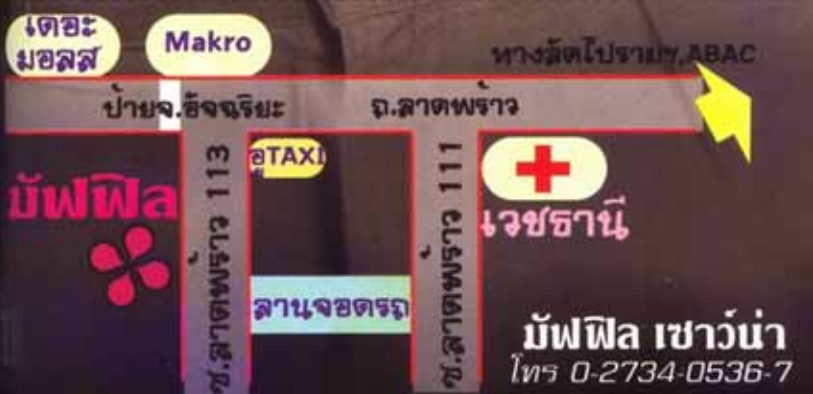 เดอะ
มอลล์
Makro
ทางลัดไปรามฯ,ABAC
ป้ายจ.อัจฉริยะ
ถ.ลาดพร้าว
ซ.ลาดพร้าว 113
อู่TAXI
ซ.ลาดพร้าว 111
มัฟฟิล
เวชธานี
ลานจอดรถ
มัฟฟิล เซาว์น่า
โทร 0-2734-0536-7